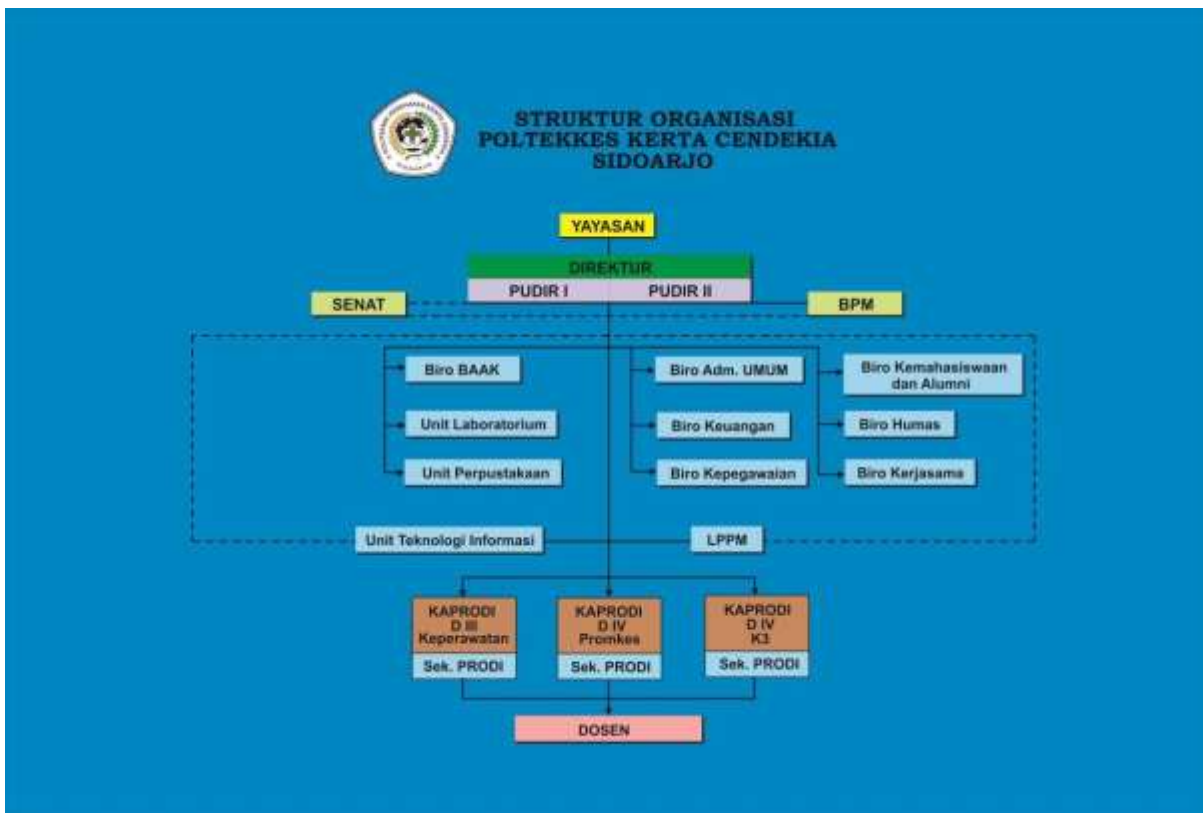 STRUKTUR ORGANISASI
POLTEKKES KERTA CENDEKIA
SIDOARJO
YAYASAN
DIREKTUR
PUDIR I
PUDIR II
SENAT
BPM
Biro BAAK
Biro Adm. UMUM
Biro Kemahasiswaan
dan Alumni
Unit Laboratorium
Biro Keuangan
Biro Humas
Unit Perpustakaan
Biro Kepegawaian
Biro Kerjasama
Unit Teknologi Informasi
LPPM
KAPRODI
D III
Keperawatan
Sek. PRODI
KAPRODI
D IV
Promkes
Sek. PRODI
KAPRODI
D IV
K3
Sek. PRODI
DOSEN